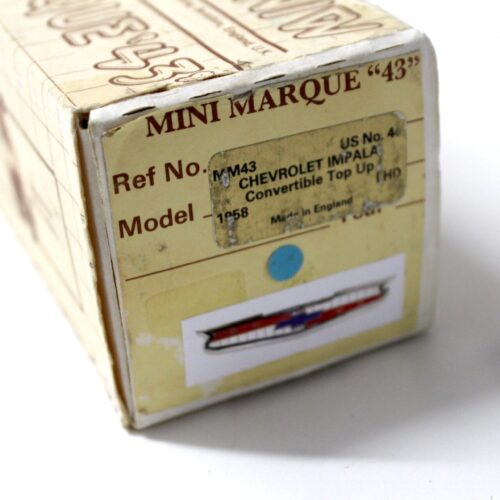 England, U.K.
MINI MARQUE "43"
Ref No. MM43 US No. 4
CHEVROLET IMPALA
Convertible Top Up
Model 1958 LHD
Made in England